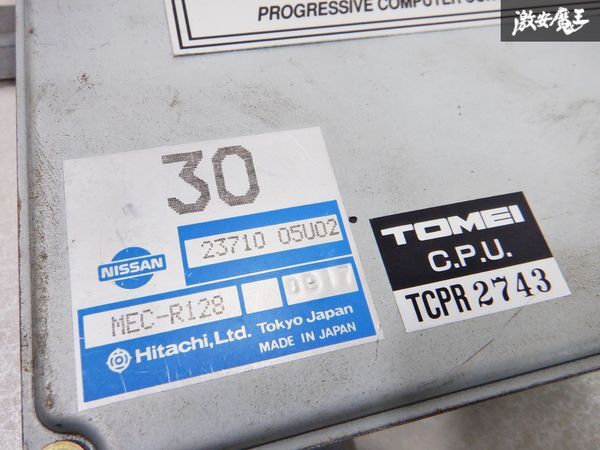 PROGRESSIVE COMPUTER
激安魔王
30
NISSAN
23710 05U02
MEC-R128
0917
Hitachi, Ltd. Tokyo Japan
MADE IN JAPAN
TOMEI
C.P.U.
TCPR 2743